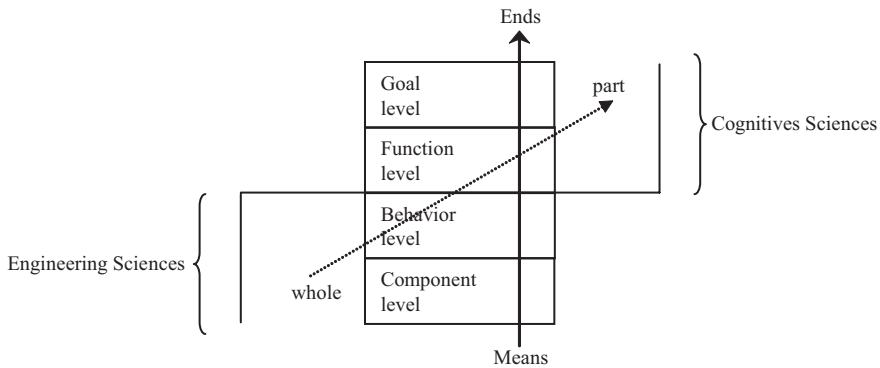 Ends
Goal
level
part
Cognitives Sciences
Function
level
Behavior
level
Engineering Sciences
whole
Component
level
Means